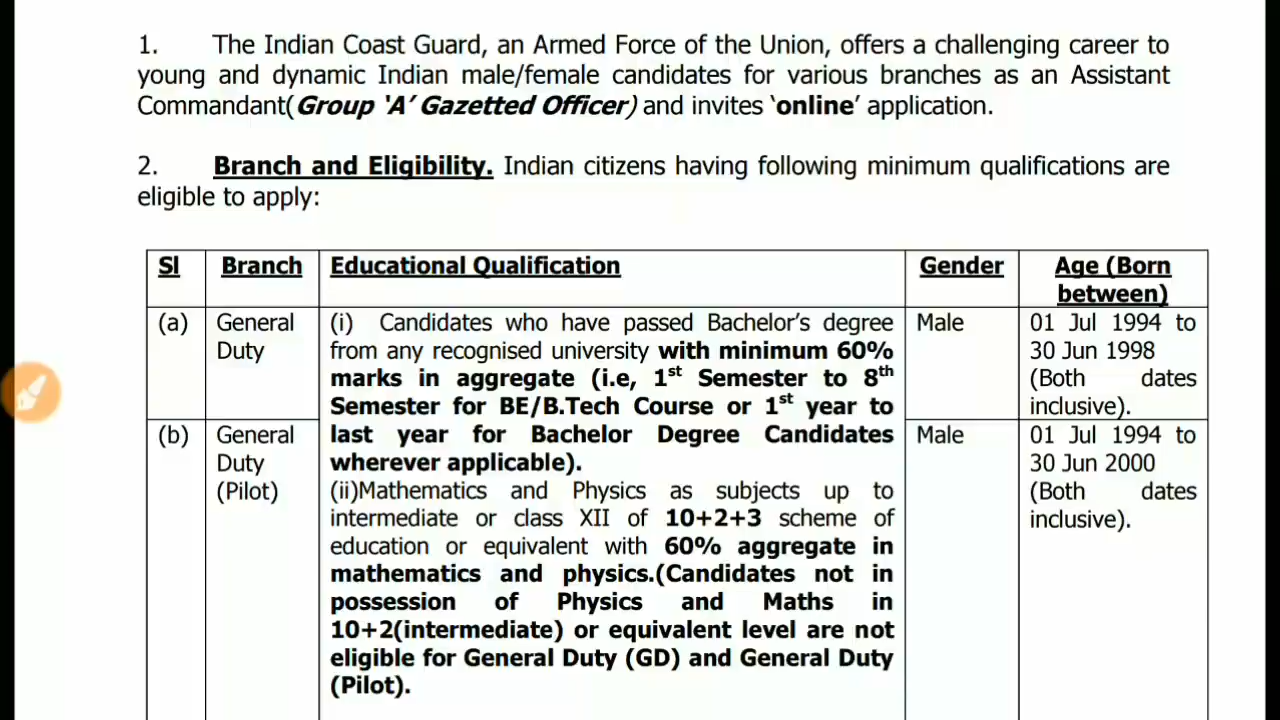 1. The Indian Coast Guard, an Armed Force of the Union, offers a challenging career to
young and dynamic Indian male/female candidates for various branches as an Assistant
Commandant(Group ‘A’ Gazetted Officer) and invites ‘online’ application.
2. Branch and Eligibility. Indian citizens having following minimum qualifications are
eligible to apply:
Sl Branch Educational Qualification Gender Age (Born
between)
(a) General (i) Candidates who have passed Bachelor’s degree Male 01 Jul 1994 to
Duty from any recognised university with minimum 60% 30 Jun 1998
marks in aggregate (i.e, 1st Semester to 8th (Both dates
Semester for BE/B.Tech Course or 1st year to inclusive).
(b) General last year for Bachelor Degree Candidates Male 01 Jul 1994 to
Duty wherever applicable). 30 Jun 2000
(Pilot) (ii)Mathematics and Physics as subjects up to (Both dates
intermediate or class XII of 10+2+3 scheme of inclusive).
education or equivalent with 60% aggregate in
mathematics and physics.(Candidates not in
possession of Physics and Maths in
10+2(intermediate) or equivalent level are not
eligible for General Duty (GD) and General Duty
(Pilot).